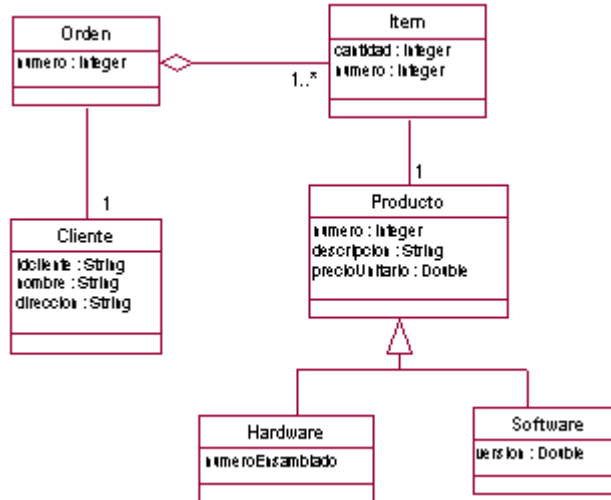 Orden
numero : Integer
Item
cantidad : Integer
numero : Integer
1..*
1
1
Cliente
idcliente : String
nombre : String
direccion : String
Producto
numero : Integer
descripcion : String
precioUnitario : Double
Hardware
numeroEnsamblado
Software
version : Double